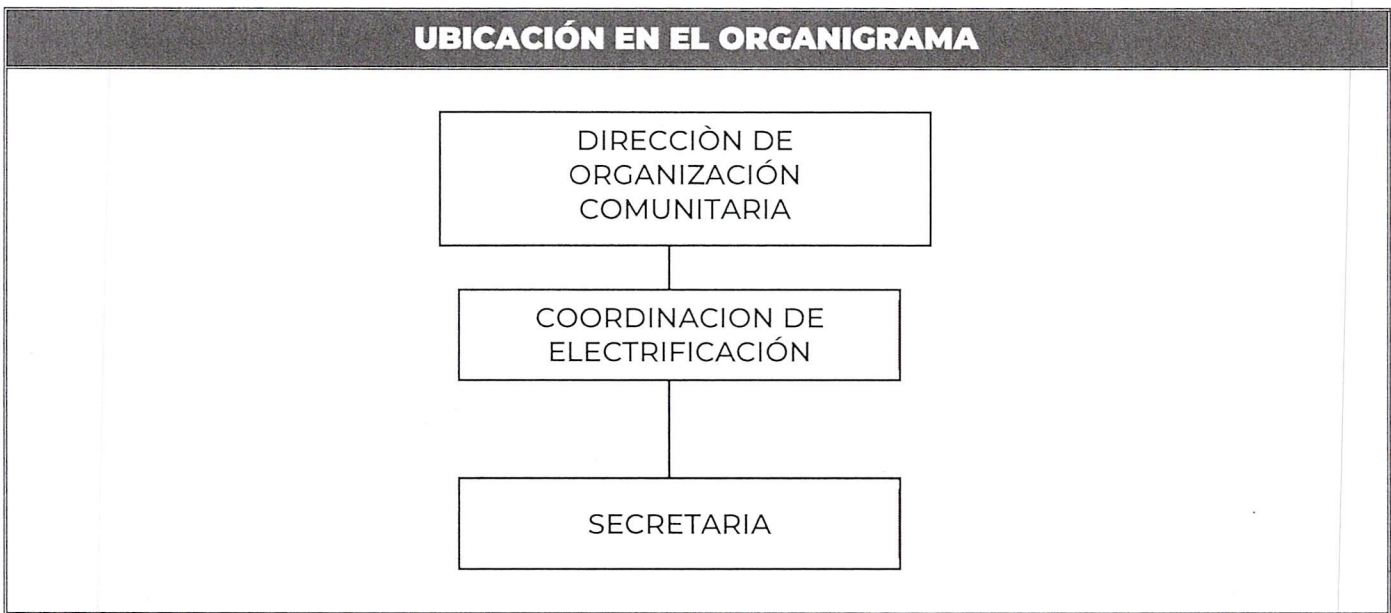 UBICACIÓN EN EL ORGANIGRAMA
DIRECCIÒN DE
ORGANIZACIÓN
COMUNITARIA
COORDINACION DE
ELECTRIFICACIÓN
SECRETARIA